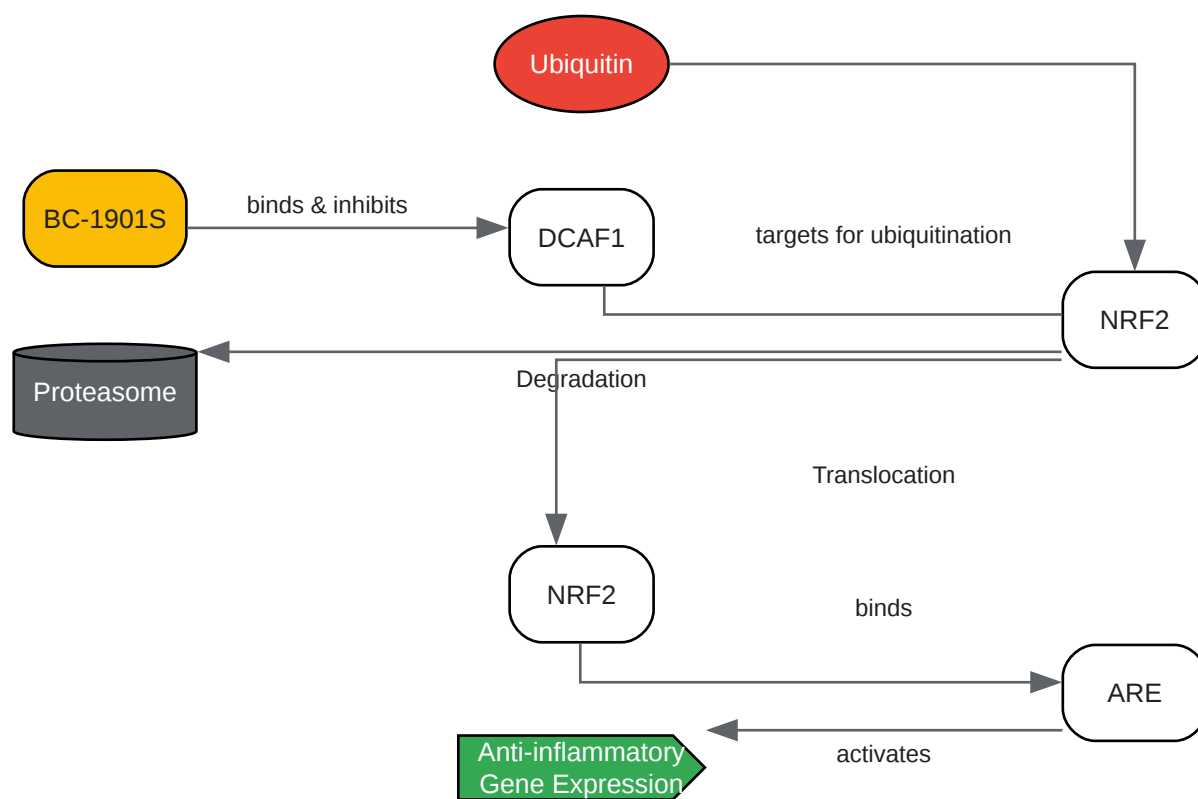 Ubiquitin
BC-1901S
binds & inhibits
DCAF1
targets for ubiquitination
NRF2
Proteasome
Degradation
Translocation
NRF2
binds
ARE
Anti-inflammatory
Gene Expression
activates